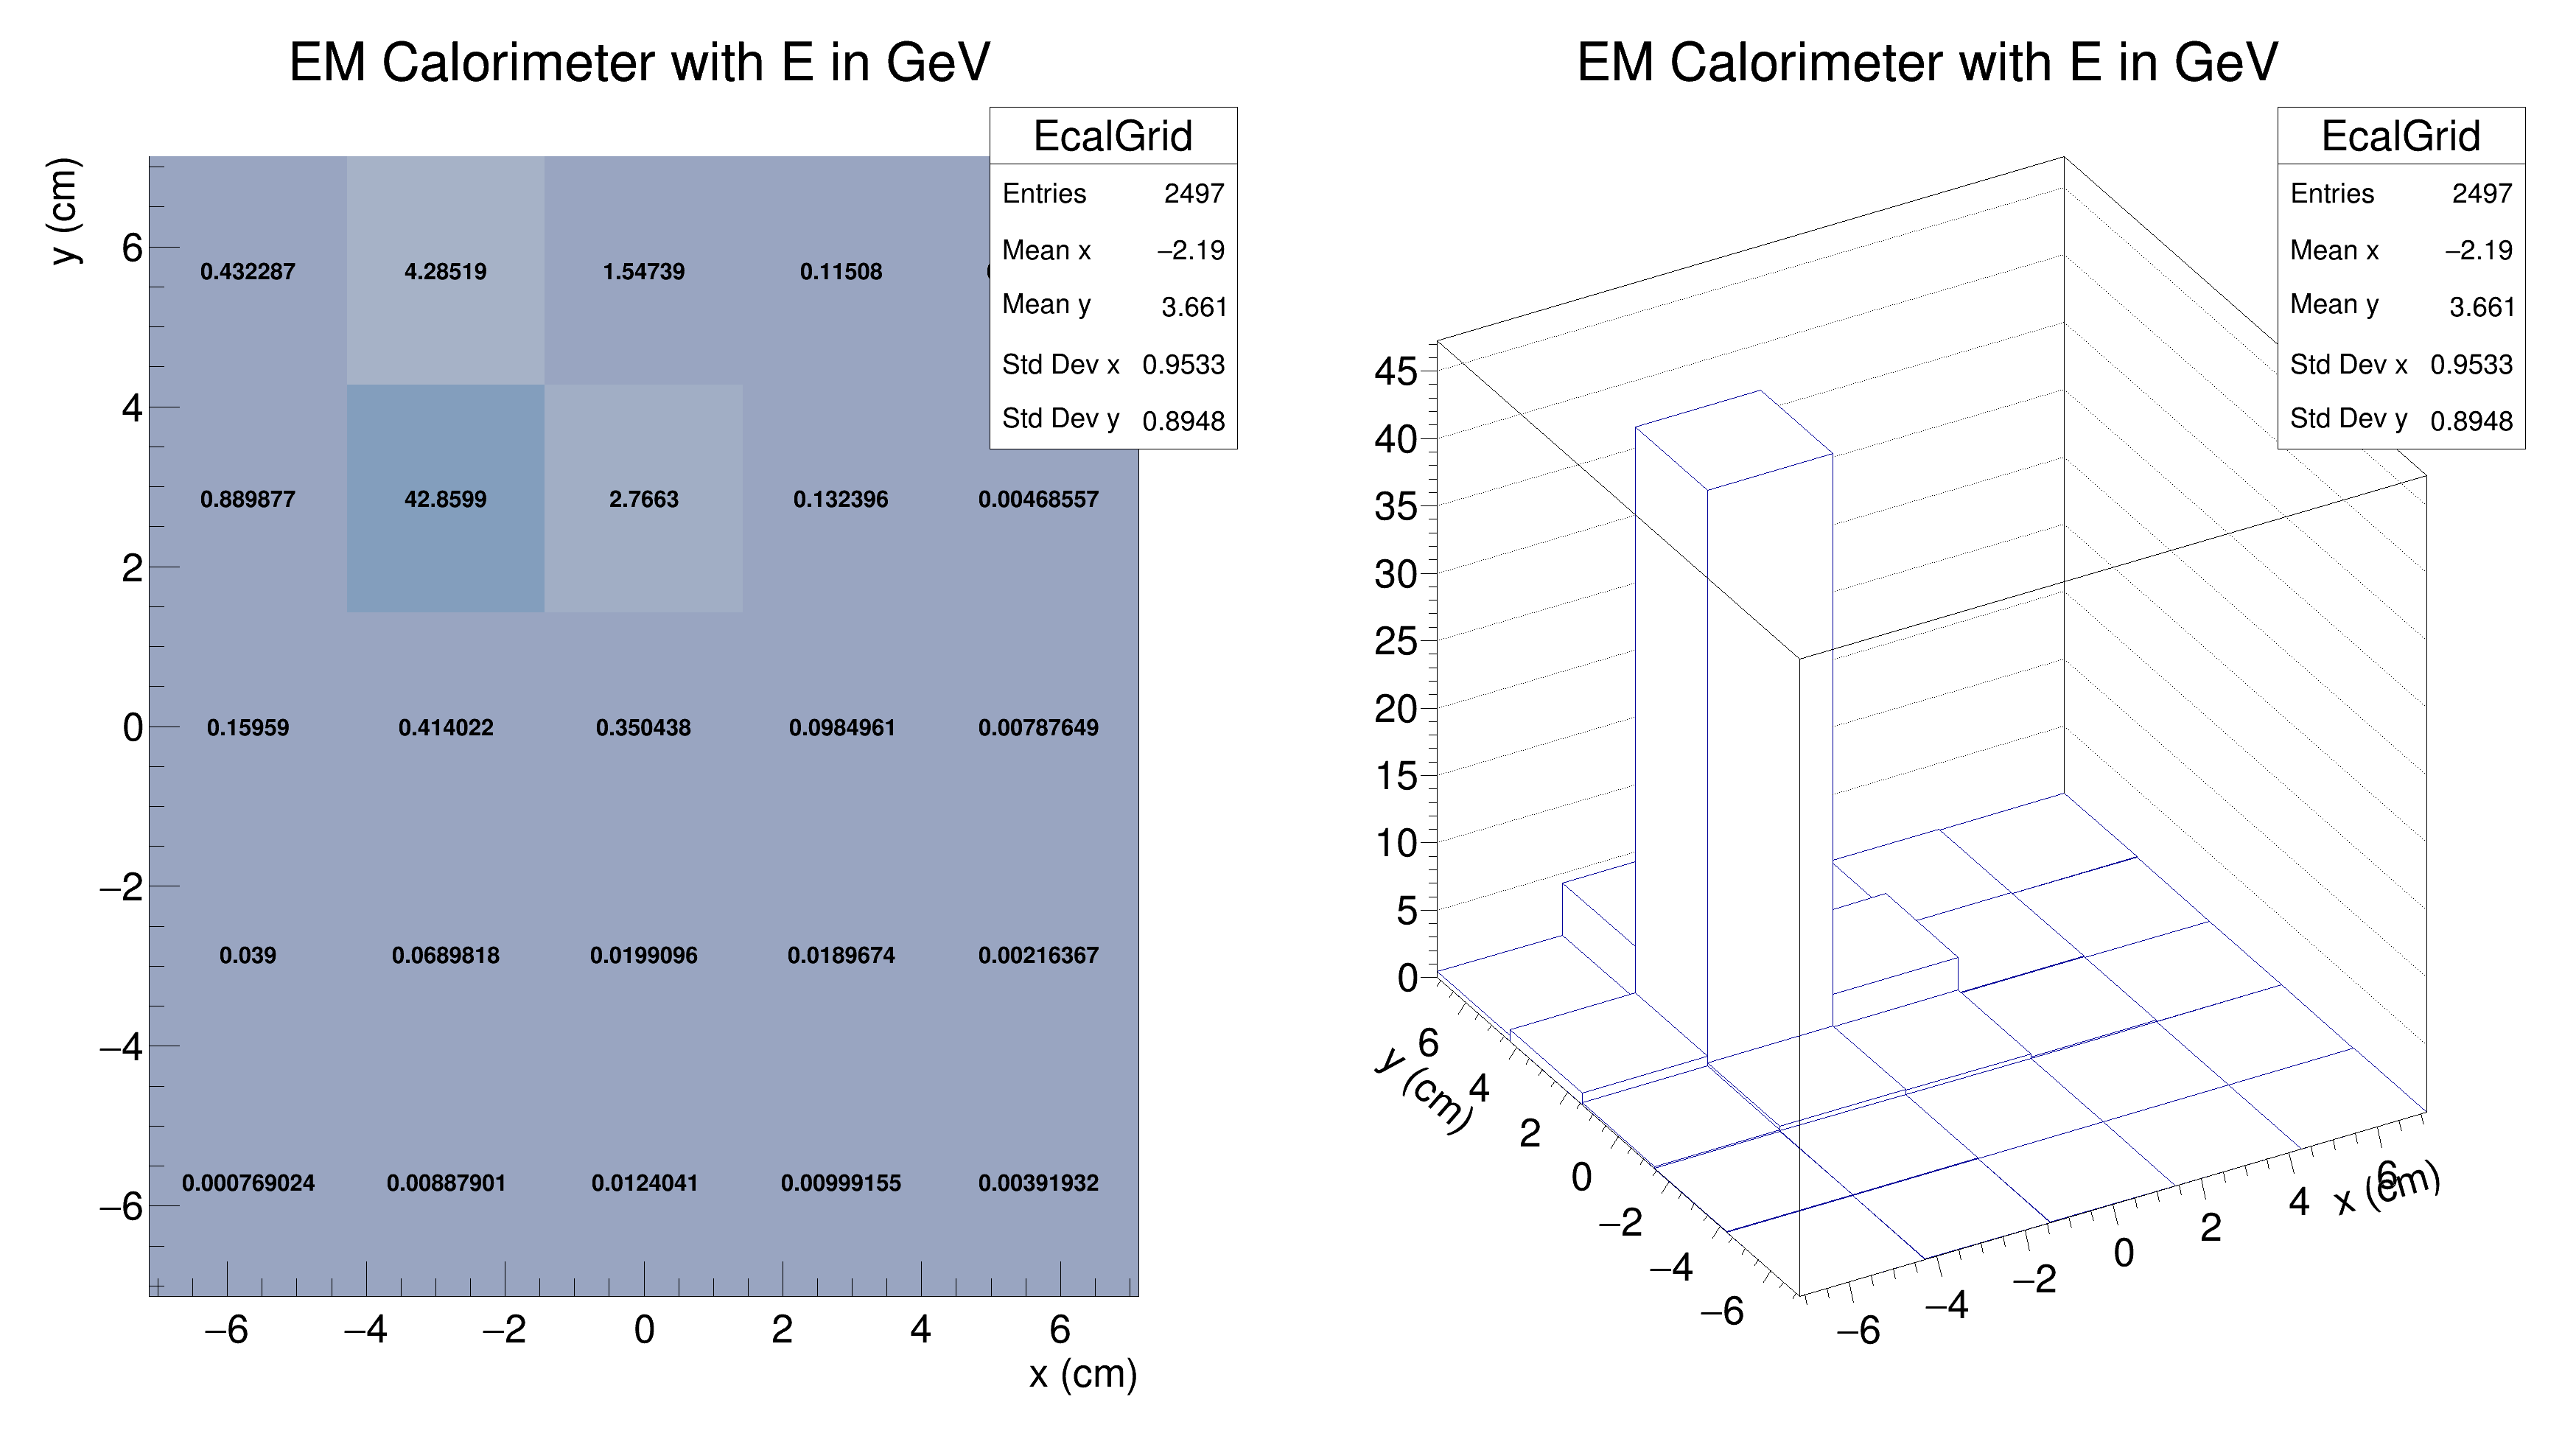 EM Calorimeter with E in GeV
EcalGrid
Entries 2497
Mean x −2.19
Mean y 3.661
Std Dev x 0.9533
Std Dev y 0.8948
y (cm)
6
4
2
0
−2
−4
−6
0.432287 4.28519 1.54739 0.11508
0.889877 42.8599 2.7663 0.132396 0.00468557
0.15959 0.414022 0.350438 0.0984961 0.00787649
0.039 0.0689818 0.0199096 0.0189674 0.00216367
0.000769024 0.00887901 0.0124041 0.00999155 0.00391932
−6 −4 −2 0 2 4 6
x (cm)
EM Calorimeter with E in GeV
EcalGrid
Entries 2497
Mean x −2.19
Mean y 3.661
Std Dev x 0.9533
Std Dev y 0.8948
45
40
35
30
25
20
15
10
5
0
y (cm)
6
4
2
0
−2
−4
−6
−6 −4 −2 0 2 4 6
x (cm)